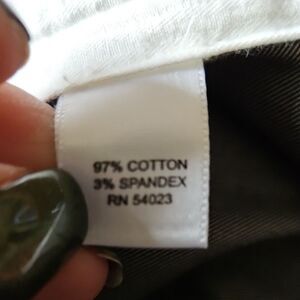 97% COTTON
3% SPANDEX
RN 54023